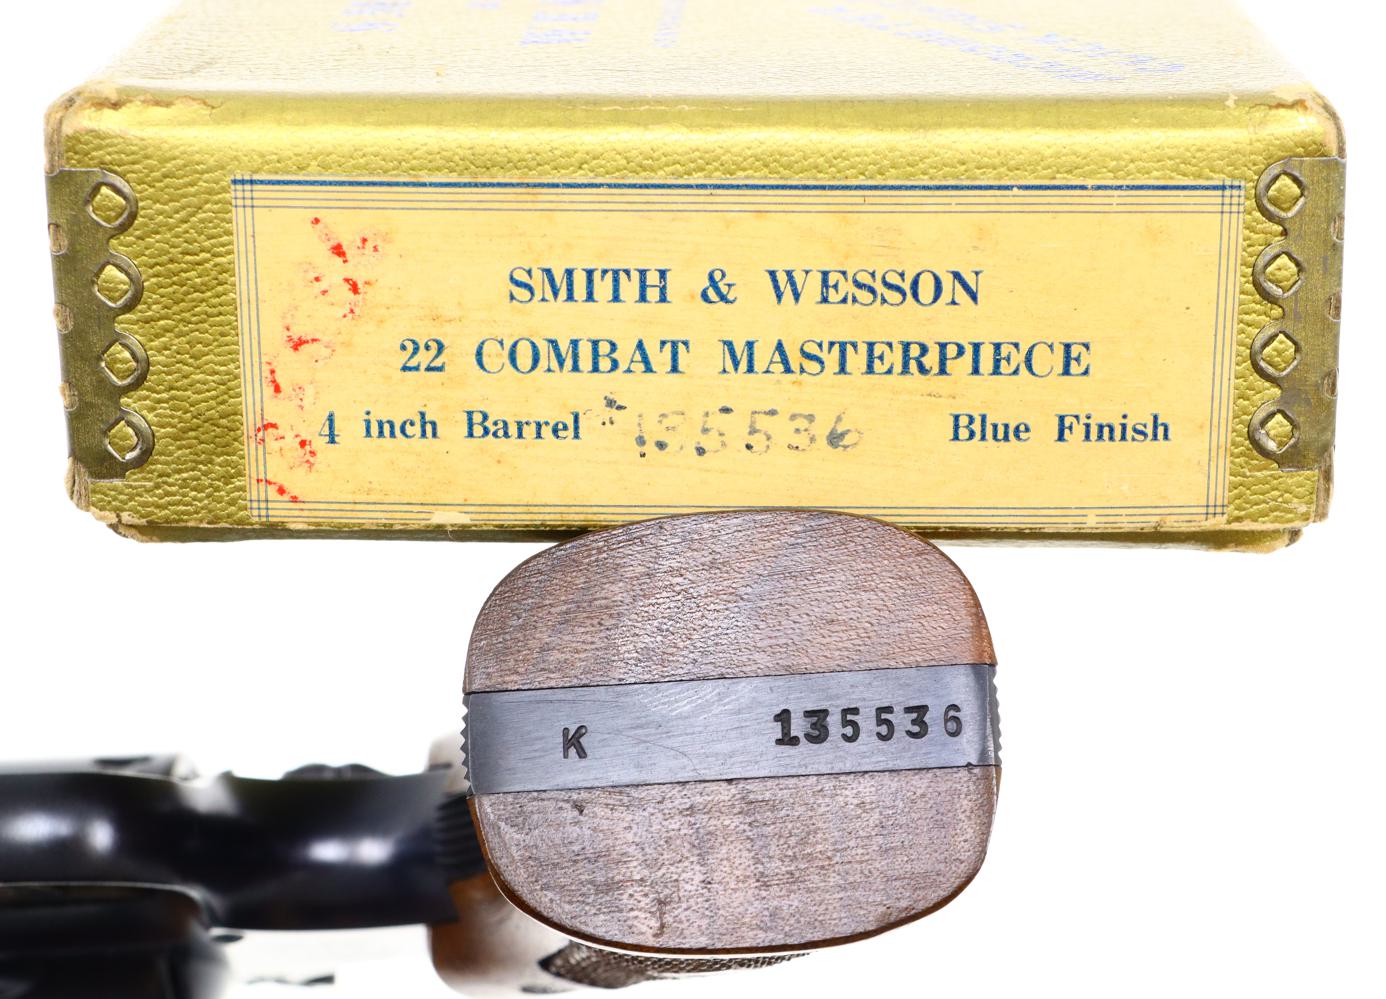 SMITH & WESSON
22 COMBAT MASTERPIECE
4 inch Barrel 135536 Blue Finish
K 135536